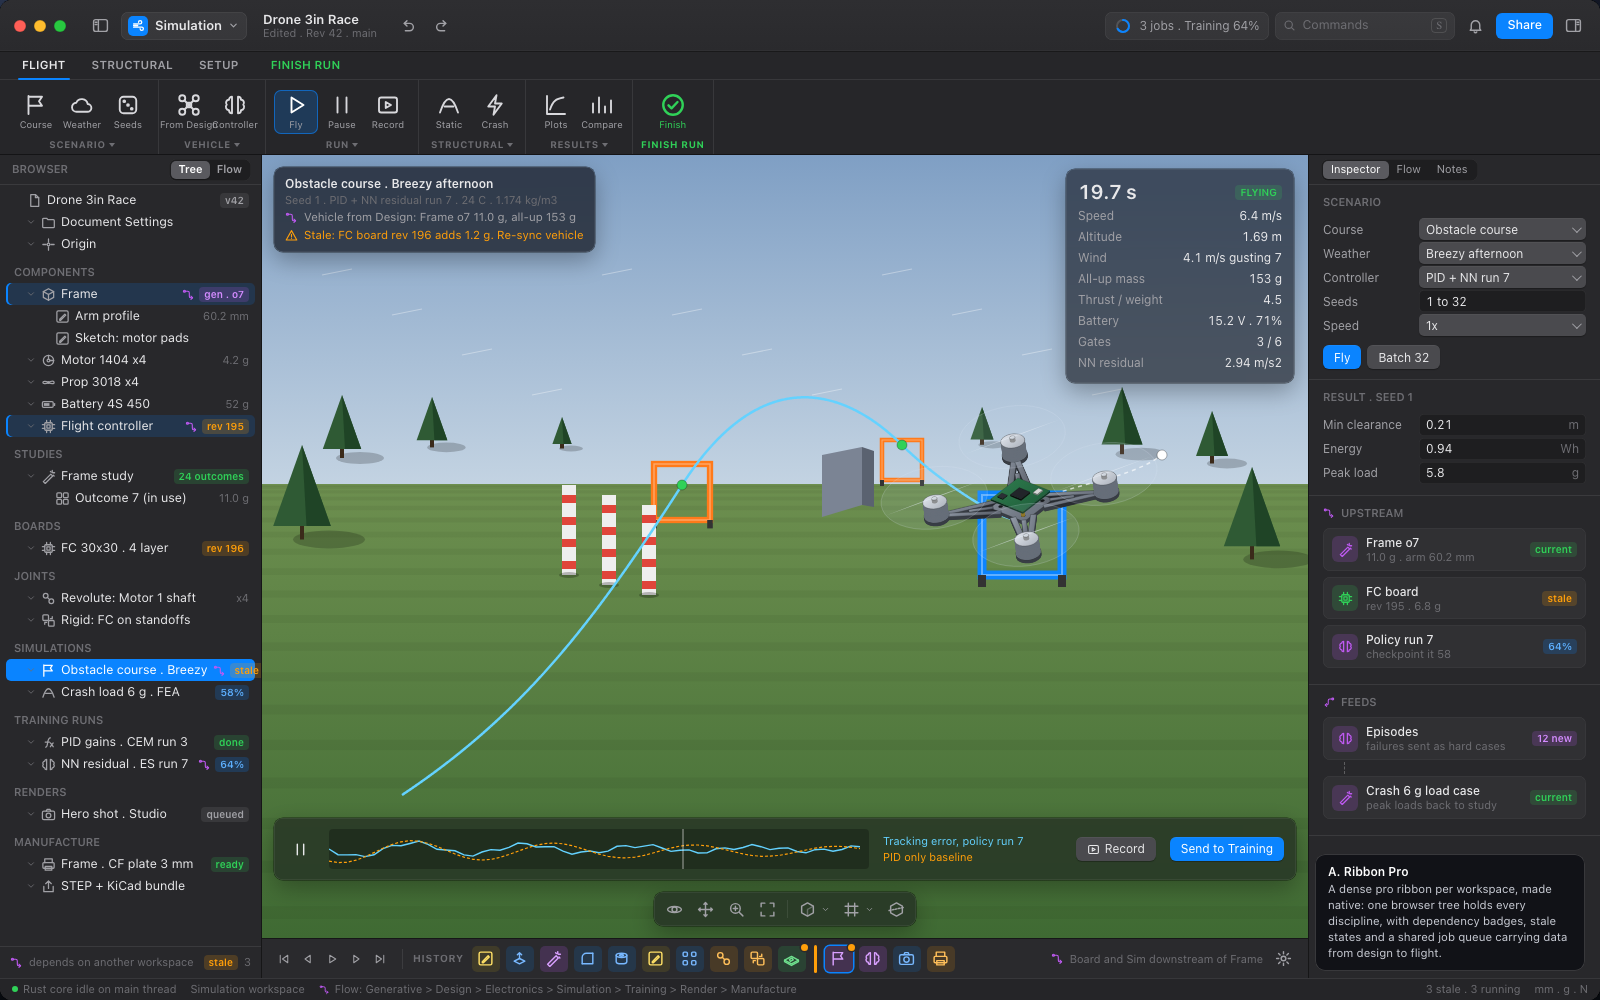 Simulation
Drone 3in Race
Edited . Rev 42 . main
3 jobs . Training 64%
Commands
S
Share
FLIGHT
STRUCTURAL
SETUP
FINISH RUN
Course
Weather
Seeds
From Design
Controller
Fly
Pause
Record
Static
Crash
Plots
Compare
Finish
SCENARIO
VEHICLE
RUN
STRUCTURAL
RESULTS
FINISH RUN
BROWSER
Tree
Flow
Drone 3in Race
v42
Document Settings
Origin
COMPONENTS
Frame
gen . o7
Arm profile
60.2 mm
Sketch: motor pads
Motor 1404 x4
4.2 g
Prop 3018 x4
Battery 4S 450
52 g
Flight controller
rev 195
STUDIES
Frame study
24 outcomes
Outcome 7 (in use)
11.0 g
BOARDS
FC 30x30 . 4 layer
rev 196
JOINTS
Revolute: Motor 1 shaft
x4
Rigid: FC on standoffs
SIMULATIONS
Obstacle course . Breezy
stale
Crash load 6 g . FEA
58%
TRAINING RUNS
PID gains . CEM run 3
done
NN residual . ES run 7
64%
RENDERS
Hero shot . Studio
queued
MANUFACTURE
Frame . CF plate 3 mm
ready
STEP + KiCad bundle
depends on another workspace
stale
3
Obstacle course . Breezy afternoon
Seed 1 . PID + NN residual run 7 . 24 C . 1.174 kg/m3
Vehicle from Design: Frame o7 11.0 g, all-up 153 g
Stale: FC board rev 196 adds 1.2 g. Re-sync vehicle
19.7 s
FLYING
Speed
6.4 m/s
Altitude
1.69 m
Wind
4.1 m/s gusting 7
All-up mass
153 g
Thrust / weight
4.5
Battery
15.2 V . 71%
Gates
3 / 6
NN residual
2.94 m/s2
Tracking error, policy run 7
PID only baseline
Record
Send to Training
HISTORY
Board and Sim downstream of Frame
Inspector
Flow
Notes
SCENARIO
Course
Obstacle course
Weather
Breezy afternoon
Controller
PID + NN run 7
Seeds
1 to 32
Speed
1x
Fly
Batch 32
RESULT . SEED 1
Min clearance
0.21
m
Energy
0.94
Wh
Peak load
5.8
g
UPSTREAM
Frame o7
11.0 g . arm 60.2 mm
current
FC board
rev 195 . 6.8 g
stale
Policy run 7
checkpoint it 58
64%
FEEDS
Episodes
failures sent as hard cases
12 new
Crash 6 g load case
peak loads back to study
current
A. Ribbon Pro
A dense pro ribbon per workspace, made
native: one browser tree holds every
discipline, with dependency badges, stale
states and a shared job queue carrying data
from design to flight.
Rust core idle on main thread
Simulation workspace
Flow: Generative > Design > Electronics > Simulation > Training > Render > Manufacture
3 stale . 3 running
mm . g . N